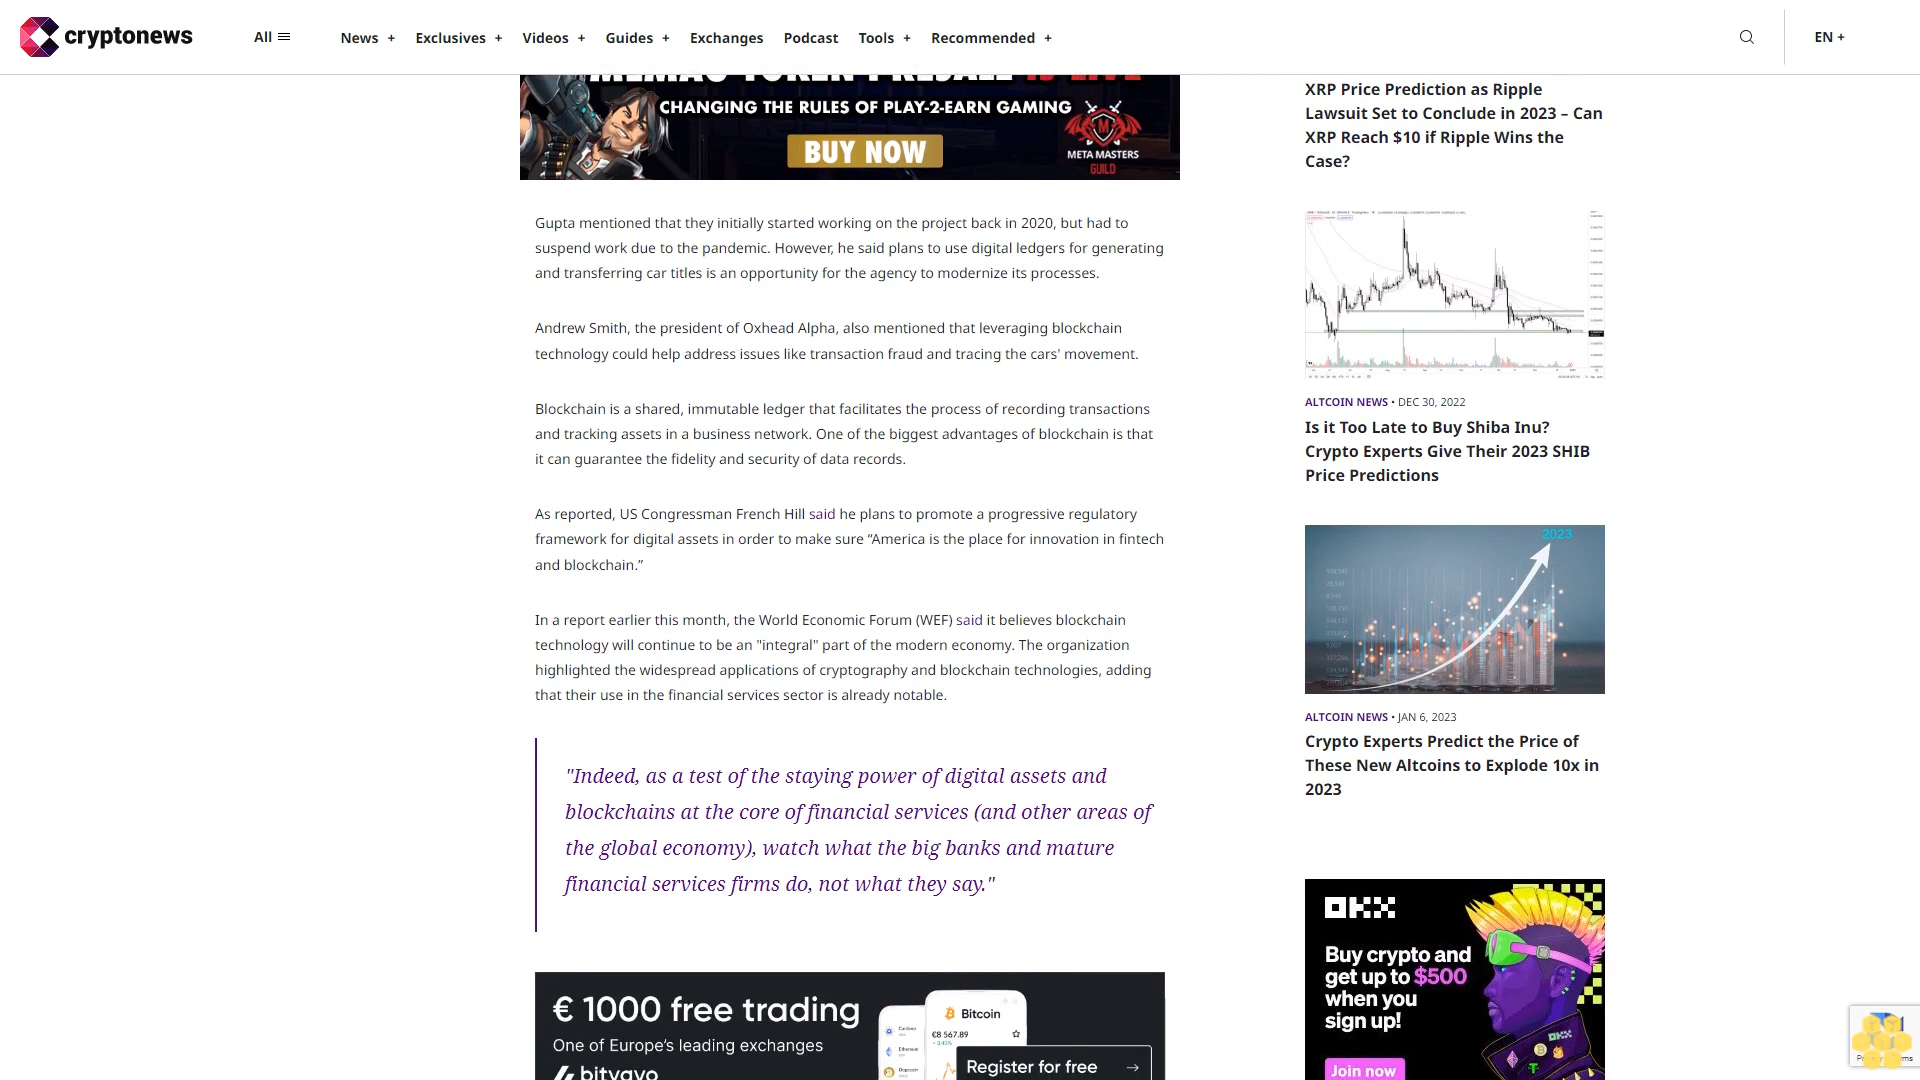 cryptonews
All
News +
Exclusives +
Videos +
Guides +
Exchanges
Podcast
Tools +
Recommended +
EN +
CHANGING THE RULES OF PLAY-2-EARN GAMING
BUY NOW
META MASTERS
GUILD
Gupta mentioned that they initially started working on the project back in 2020, but had to
suspend work due to the pandemic. However, he said plans to use digital ledgers for generating
and transferring car titles is an opportunity for the agency to modernize its processes.
Andrew Smith, the president of Oxhead Alpha, also mentioned that leveraging blockchain
technology could help address issues like transaction fraud and tracing the cars' movement.
Blockchain is a shared, immutable ledger that facilitates the process of recording transactions
and tracking assets in a business network. One of the biggest advantages of blockchain is that
it can guarantee the fidelity and security of data records.
As reported, US Congressman French Hill said he plans to promote a progressive regulatory
framework for digital assets in order to make sure “America is the place for innovation in fintech
and blockchain.”
In a report earlier this month, the World Economic Forum (WEF) said it believes blockchain
technology will continue to be an "integral" part of the modern economy. The organization
highlighted the widespread applications of cryptography and blockchain technologies, adding
that their use in the financial services sector is already notable.
"Indeed, as a test of the staying power of digital assets and
blockchains at the core of financial services (and other areas of
the global economy), watch what the big banks and mature
financial services firms do, not what they say."
€ 1000 free trading
One of Europe’s leading exchanges
bitvavo
Bitcoin
€8 567.89
Cardano
Ethereum
Dogecoin
Register for free →
XRP Price Prediction as Ripple
Lawsuit Set to Conclude in 2023 – Can
XRP Reach $10 if Ripple Wins the
Case?
ALTCOIN NEWS • DEC 30, 2022
Is it Too Late to Buy Shiba Inu?
Crypto Experts Give Their 2023 SHIB
Price Predictions
2023
ALTCOIN NEWS • JAN 6, 2023
Crypto Experts Predict the Price of
These New Altcoins to Explode 10x in
2023
OKX
Buy crypto and
get up to $500
when you
sign up!
Join now